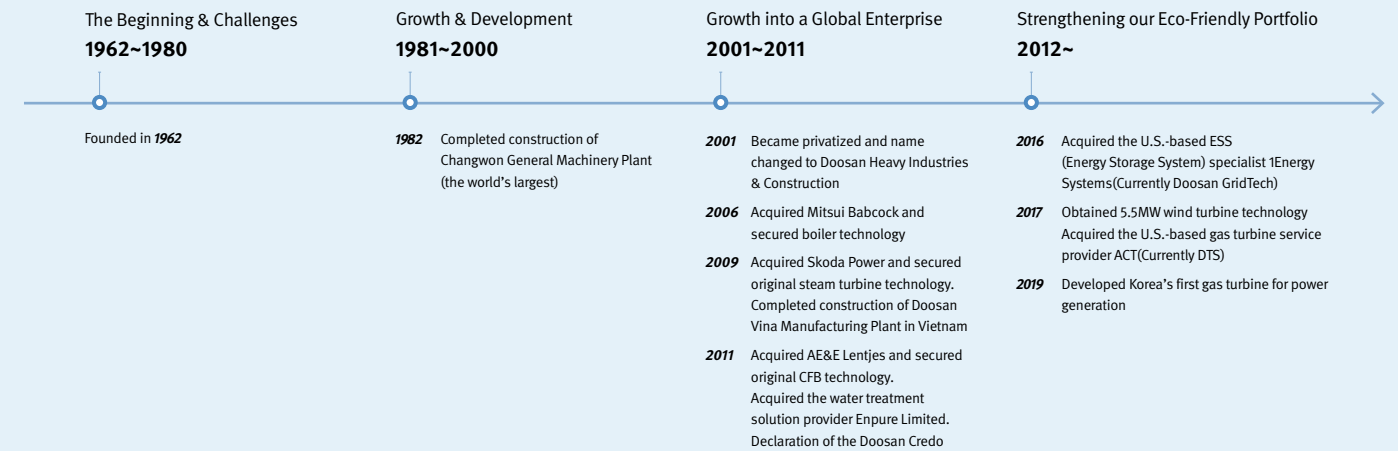 The Beginning & Challenges
1962~1980
Founded in 1962
Growth & Development
1981~2000
1982 Completed construction of
Changwon General Machinery Plant
(the world's largest)
Growth into a Global Enterprise
2001~2011
2001 Became privatized and name
changed to Doosan Heavy Industries
& Construction
2006 Acquired Mitsui Babcock and
secured boiler technology
2009 Acquired Skoda Power and secured
original steam turbine technology.
Completed construction of Doosan
Vina Manufacturing Plant in Vietnam
2011 Acquired AE&E Lentjes and secured
original CFB technology.
Acquired the water treatment
solution provider Enpure Limited.
Declaration of the Doosan Credo
Strengthening our Eco-Friendly Portfolio
2012~
2016 Acquired the U.S.-based ESS
(Energy Storage System) specialist 1Energy
Systems(Currently Doosan GridTech)
2017 Obtained 5.5MW wind turbine technology
Acquired the U.S.-based gas turbine service
provider ACT(Currently DTS)
2019 Developed Korea's first gas turbine for power
generation